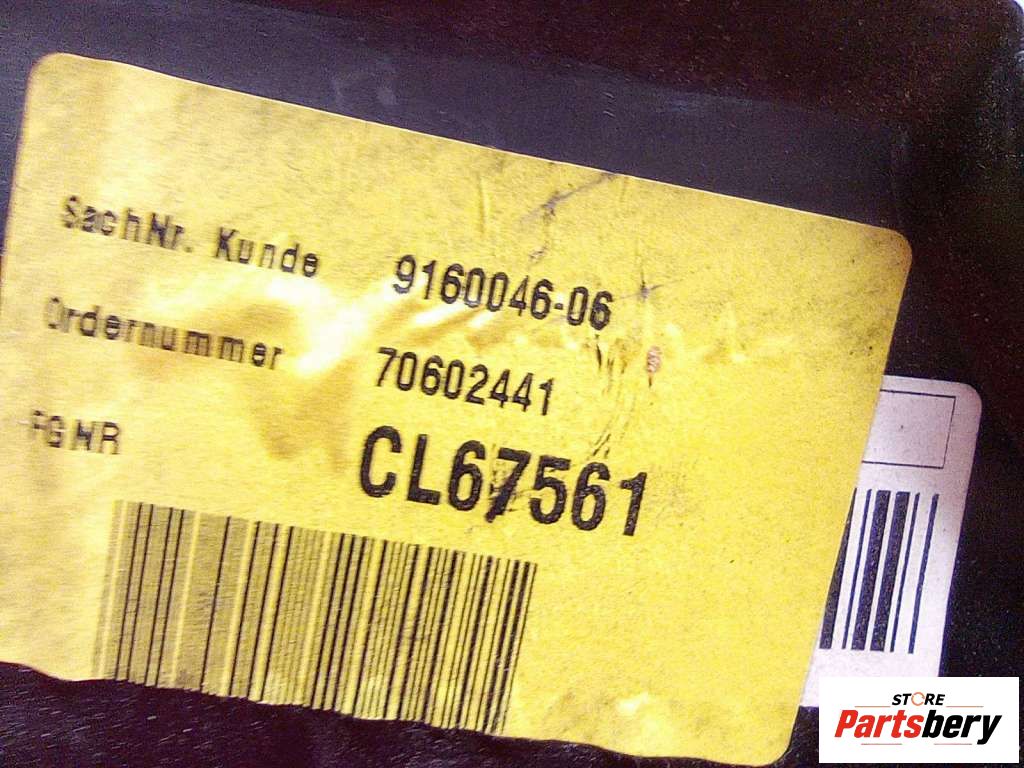 SachNr. Kunde 9160046-06
Ordernummer 70602441
FGNR CL67561
STORE
Partsbery